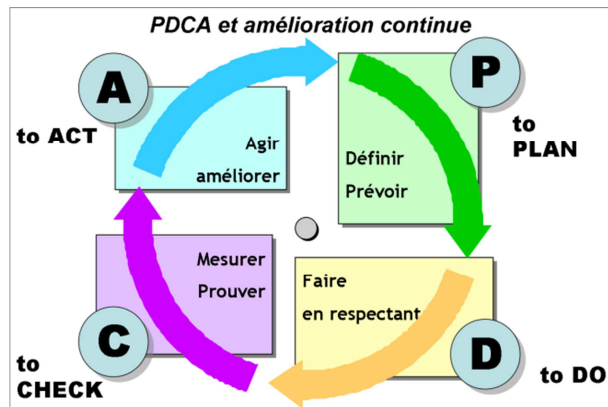 PDCA et amélioration continue
A
to ACT
Agir
améliorer
P
to
PLAN
Définir
Prévoir
Mesurer
Prouver
C
to
CHECK
Faire
en respectant
D
to DO